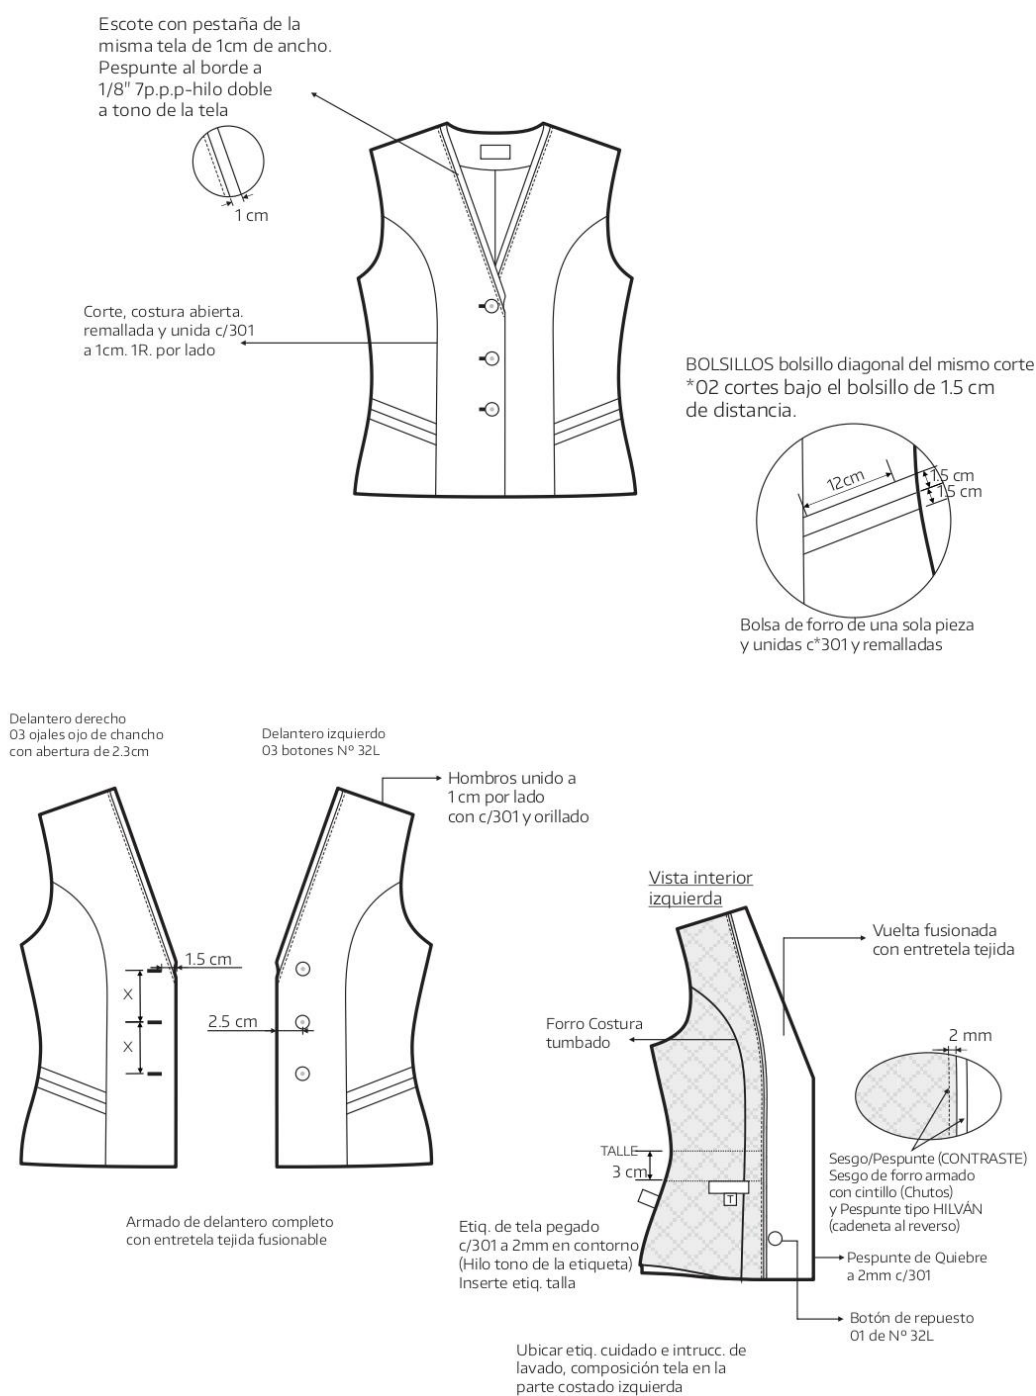 Escote con pestaña de la
misma tela de 1cm de ancho.
Pespunte al borde a
1/8" 7p.p.p-hilo doble
a tono de la tela
1 cm
Corte, costura abierta.
remallada y unida c/301
a 1cm. 1R. por lado
BOLSILLOS bolsillo diagonal del mismo corte
*02 cortes bajo el bolsillo de 1.5 cm
de distancia.
12cm
1.5 cm
1.5 cm
Bolsa de forro de una sola pieza
y unidas c*301 y remalladas
Delantero derecho
03 ojales ojo de chancho
con abertura de 2.3cm
Delantero izquierdo
03 botones Nº 32L
Hombros unido a
1 cm por lado
con c/301 y orillado
1.5 cm
X
X
2.5 cm
Armado de delantero completo
con entretela tejida fusionable
Vista interior
izquierda
Vuelta fusionada
con entretela tejida
Forro Costura
tumbado
2 mm
TALLE
3 cm
T
Sesgo/Pespunte (CONTRASTE)
Sesgo de forro armado
con cintillo (Chutos)
y Pespunte tipo HILVÁN
(cadeneta al reverso)
Etiq. de tela pegado
c/301 a 2mm en contorno
(Hilo tono de la etiqueta)
Inserte etiq. talla
Pespunte de Quiebre
a 2mm c/301
Botón de repuesto
01 de Nº 32L
Ubicar etiq. cuidado e intrucc. de
lavado, composición tela en la
parte costado izquierda